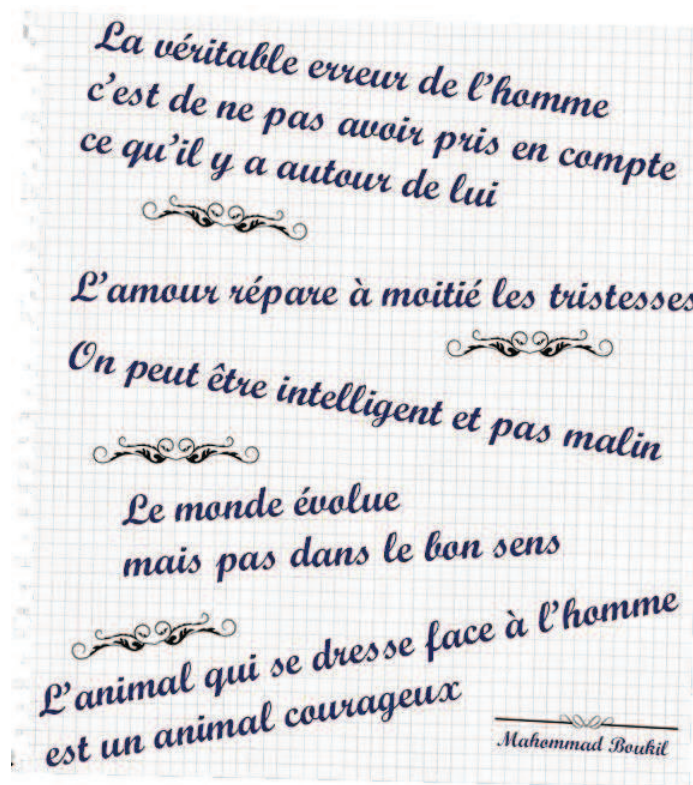 La véritable erreur de l'homme
c'est de ne pas avoir pris en compte
ce qu'il y a autour de lui
L'amour répare à moitié les tristesses
On peut être intelligent et pas malin
Le monde évolue
mais pas dans le bon sens
L'animal qui se dresse face à l'homme
est un animal courageux
Mahommad Boukil